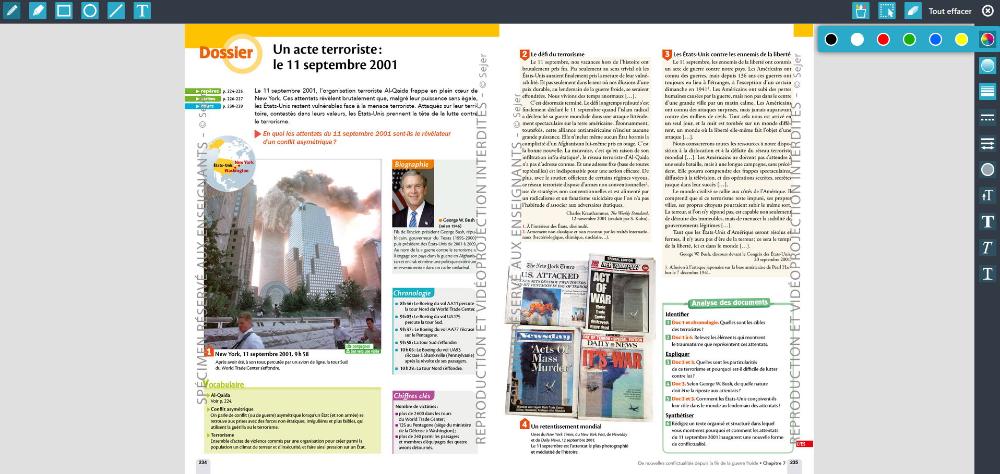 Tout effacer
Dossier
Un acte terroriste :
le 11 septembre 2001
▶ repères p. 224-225
▶ cartes p. 226-227
▶ cours p. 238-239
Le 11 septembre 2001, l'organisation terroriste Al-Qaida frappe en plein cœur de
New York. Ces attentats révèlent brutalement que, malgré leur puissance sans égale,
les États-Unis restent vulnérables face à la menace terroriste. Attaqués sur leur terri-
toire, contestés dans leurs valeurs, les États-Unis prennent la tête de la lutte contre
le terrorisme.
En quoi les attentats du 11 septembre 2001 sont-ils le révélateur
d'un conflit asymétrique ?
États-Unis
New York
Washington
site compagnon
lien vers une vidéo
1 New York, 11 septembre 2001, 9 h 58
Après avoir été, à son tour, percutée par un avion de ligne, la tour Sud
du World Trade Center s'effondre.
Vocabulaire
Al-Qaida
Voir p. 224.
Conflit asymétrique
On parle de conflit (ou de guerre) asymétrique lorsqu'un État (et son armée) se
retrouve aux prises avec des forces non étatiques, irrégulières et plus faibles, qui
utilisent la guérilla ou le terrorisme.
Terrorisme
Ensemble d'actes de violence commis par une organisation pour créer parmi la
population un climat de terreur et d'insécurité, et faire ainsi pression sur un État.
Biographie
George W. Bush
(né en 1946)
Fils de l'ancien président George Bush, répu-
blicain, gouverneur du Texas (1995-2000)
puis président des États-Unis de 2001 à 2009.
Au nom de la « guerre contre le terrorisme »,
il engage son pays dans la guerre en Afghanis-
tan et en Irak et mène une politique extérieure
interventionniste dans un cadre unilatéral.
Chronologie
8 h 46 : Le Boeing du vol AA11 percute
la tour Nord du World Trade Center.
9 h 03 : Le Boeing du vol UA175
percute la tour Sud.
9 h 37 : Le Boeing du vol AA77 s'écrase
sur le Pentagone.
9 h 58 : La tour Sud s'effondre.
10 h 06 : Le Boeing du vol UA93
s'écrase à Shanksville (Pennsylvanie)
après la révolte de ses passagers.
10 h 28 : La tour Nord s'effondre.
Chiffres clés
Nombre de victimes :
plus de 2600 dans les tours
du World Trade Center ;
125 au Pentagone (siège du ministère
de la Défense à Washington) ;
plus de 240 parmi les passagers
et membres d'équipages des quatre
avions détournés.
234
SPÉCIMEN RÉSERVÉ AUX ENSEIGNANTS - © Sejer
REPRODUCTION ET VIDÉOPROJECTION INTERDITES - © Sejer
2 Le défi du terrorisme
Le 11 septembre, nos vacances hors de l'histoire ont
brutalement pris fin. Pas seulement au sens trivial où les
États-Unis auraient finalement pris la mesure de leur vulné-
rabilité. Et pas seulement dans le sens où nos illusions d'une
paix durable, au lendemain de la guerre froide, se seraient
effondrées. Nous vivions des temps anormaux [...].
C'est désormais terminé. Le défi longtemps redouté s'est
finalement déclaré le 11 septembre quand l'islam radical
a déclenché sa guerre mondiale dans une attaque littérale-
ment spectaculaire sur la terre américaine. Étonnamment,
toutefois, cette alliance antiaméricaine n'inclut aucune
grande puissance. Elle n'inclut même aucun État hormis la
complicité d'un Afghanistan lui-même pris en otage. C'est
la bonne nouvelle. La mauvaise, c'est qu'en raison de son
infiltration infra-étatique1, le réseau terroriste d'Al-Qaida
n'a pas d'adresse connue. Et une adresse fixe (base de toutes
représailles) est indispensable pour une action efficace. De
plus, avec le soutien officieux de certains régimes voyous,
ce réseau terroriste dispose d'armes non conventionnelles2,
use de stratégies non conventionnelles et est alimenté par
un radicalisme et un fanatisme suicidaire que l'on n'a pas
l'habitude d'associer aux adversaires étatiques.
Charles Krauthammer, The Weekly Standard,
12 novembre 2001 (traduit par S. Kuhn).
1. À l'intérieur des États, dissimulé.
2. Armement non classique et non reconnu par les traités internatio-
naux (bactériologique, chimique, nucléaire...).
The New York Times
U.S. ATTACKED
HIJACKED JETS DESTROY TWIN TOWERS
AND HIT PENTAGON IN DAY OF TERROR
SPECIAL EDITION
NEW YORK POST
50¢
ACT
OF
WAR
World
Trade
Center
destroyed;
many dead
Newsday
'Acts Of
Mass
Murder'
Hijacked Jets Topple World Trade Center,
Killing Thousands; Pentagon Also Attacked
DAY OF TERROR • SPECIAL EDITION
DAILY NEWS
IT'S WAR
4 Un retentissement mondial
Unes du New York Times, du New York Post, de Newsday
et du Daily News, 12 septembre 2001.
Le 11 septembre est l'attentat le plus photographié
et médiatisé de l'histoire.
3 Les États-Unis contre les ennemis de la liberté
Le 11 septembre, les ennemis de la liberté ont commis
un acte de guerre contre notre pays. Les Américains ont
connu des guerres, mais depuis 136 ans ces guerres ont
toujours eu lieu à l'étranger, à l'exception d'un certain
dimanche en 19411. Les Américains ont subi des pertes
humaines causées par la guerre, mais non pas dans le centre
d'une grande ville par un matin calme. Les Américains
ont connu des attaques surprises, mais jamais auparavant
contre des milliers de civils. Tout cela nous est arrivé en
un seul jour, et la nuit est tombée sur un monde diffé-
rent, un monde où la liberté elle-même fait l'objet d'une
attaque [...].
Nous consacrerons toutes les ressources à notre dispo-
sition à la dislocation et à la défaite du réseau terroriste
mondial [...]. Les Américains ne doivent pas s'attendre à
une seule bataille, mais à une longue campagne, sans précé-
dent. Elle pourra comprendre des frappes spectaculaires,
diffusées à la télévision, et des opérations secrètes, secrètes
jusque dans leur succès [...].
Le monde civilisé se rallie aux côtés de l'Amérique. Il
comprend que si ce terrorisme reste impuni, ses propres
villes, ses propres citoyens pourraient subir le même sort.
La terreur, si l'on n'y répond pas, est capable non seulement
de détruire des immeubles, mais de menacer la stabilité de
gouvernements légitimes [...].
Tant que les États-Unis d'Amérique seront résolus et
fermes, il n'y aura pas d'ère de la terreur ; ce sera le temps
de la liberté, ici et dans le monde [...].
George W. Bush, discours devant le Congrès des États-Unis,
20 septembre 2001.
1. Allusion à l'attaque japonaise sur la base américaine de Pearl Har-
bor le 7 décembre 1941.
Analyse des documents
Identifier
1 Doc 1 et chronologie. Quelles sont les cibles
des terroristes ?
2 Doc 1 à 4. Relevez les éléments qui montrent
le traumatisme que représentent ces attentats.
Expliquer
3 Doc 2 et 3. Quelles sont les particularités
de ce terrorisme et pourquoi est-il difficile de lutter
contre lui ?
4 Doc 3. Selon George W. Bush, de quelle nature
doit être la riposte aux attentats ?
5 Doc 2 et 3. Comment les États-Unis conçoivent-ils
leur rôle dans le monde au lendemain des attentats ?
Synthétiser
6 Rédigez un texte organisé et structuré dans lequel
vous montrerez pourquoi et comment les attentats
du 11 septembre 2001 inaugurent une nouvelle forme
de conflictualité.
L/ES
De nouvelles conflictualités depuis la fin de la guerre froide • Chapitre 7
235
SPÉCIMEN RÉSERVÉ AUX ENSEIGNANTS - © Sejer
REPRODUCTION ET VIDÉOPROJECTION INTERDITES - © Sejer